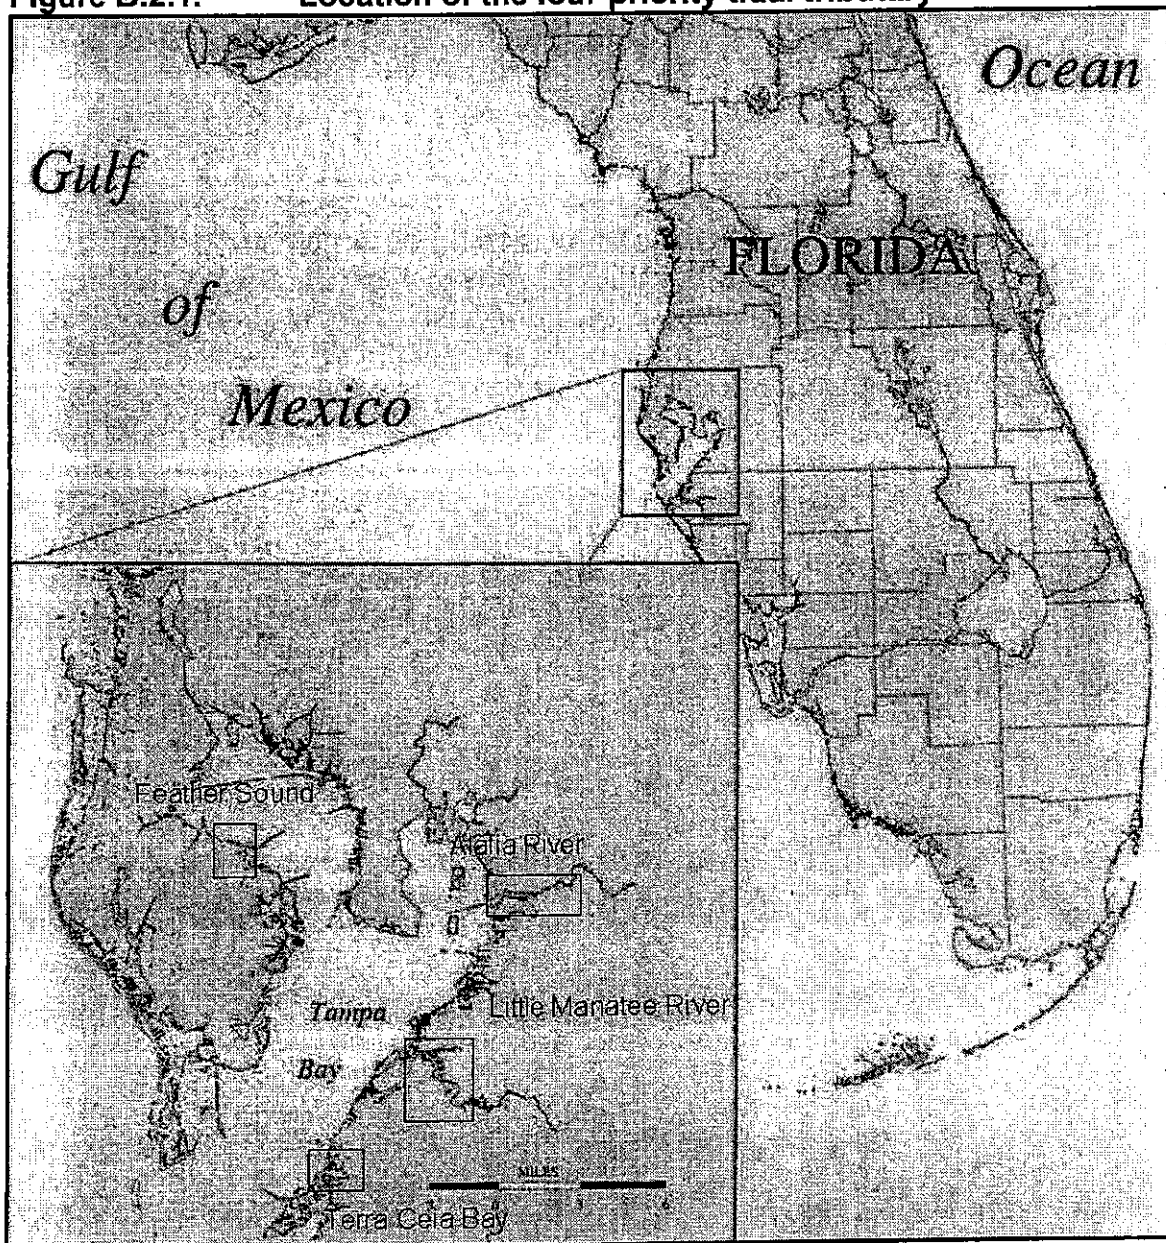 Figure B.2.1. Location of the four priority tidal tributary
Ocean
Gulf
of
Mexico
FLORIDA
Feather Sound
Alafia River
Little Manatee River
Tampa
Bay
MILES
Terra Ceia Bay